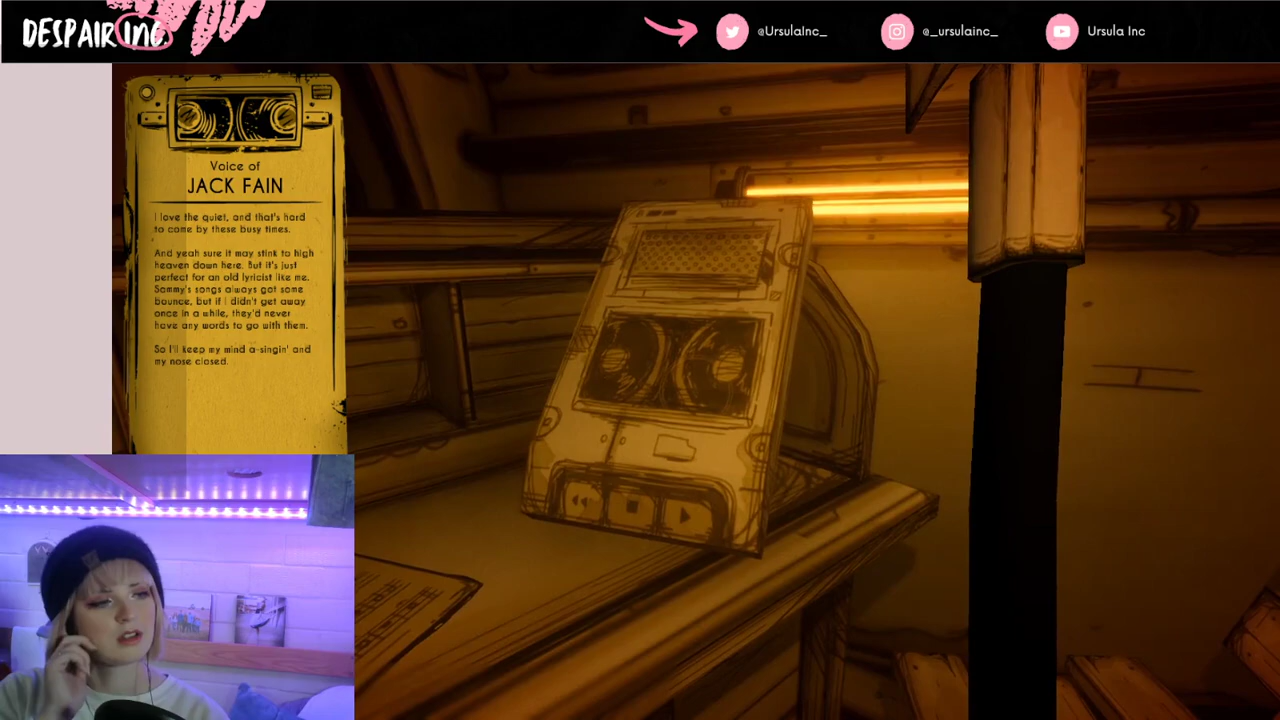 DESPAIR INC.
@UrsulaInc_
@_ursulainc_
Ursula Inc
Voice of
JACK FAIN
I love the quiet, and that's hard
to come by these busy times.
And yeah sure it may stink to high
heaven down here. But it's just
perfect for an old lyricist like me.
Sammy's songs always got some
bounce, but if I didn't get away
once in a while, they'd never
have any words to go with them.
So I'll keep my mind a-singin' and
my nose closed.